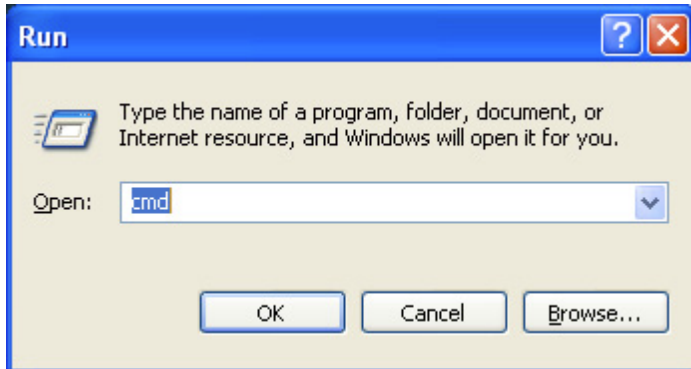 Run
?
Type the name of a program, folder, document, or
Internet resource, and Windows will open it for you.
Open:
cmd
OK
Cancel
Browse...